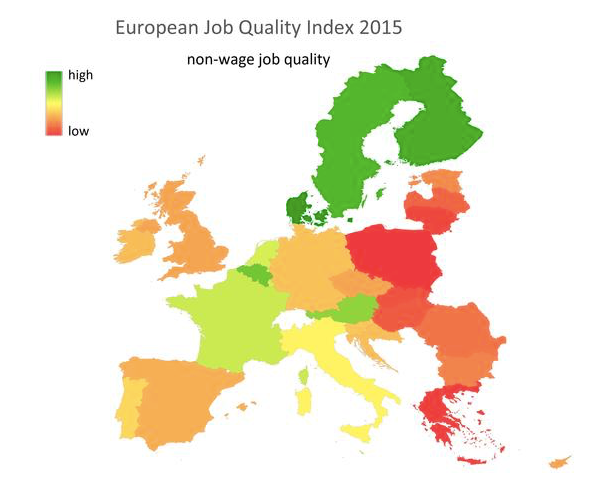 European Job Quality Index 2015
non-wage job quality
high
low